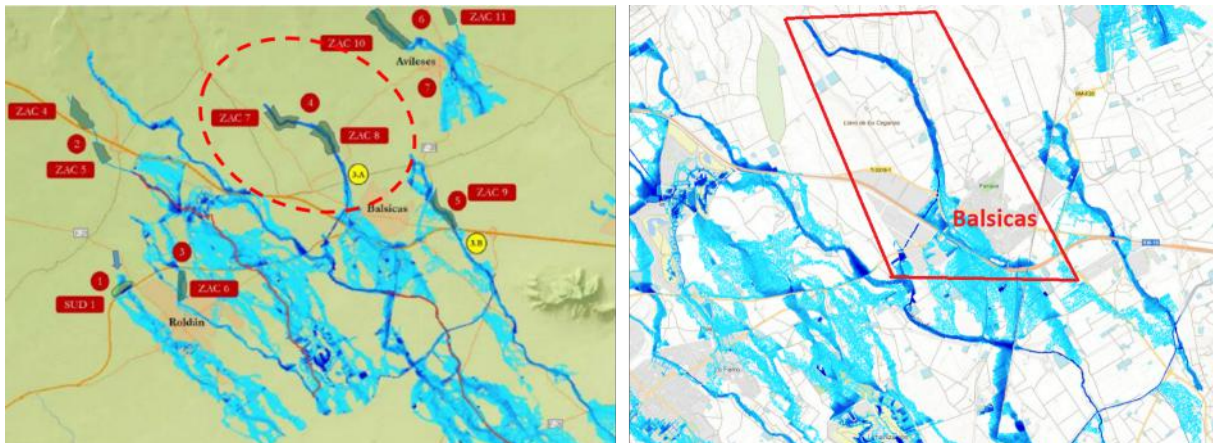 6
ZAC 11
ZAC 10
Avileses
7
4
ZAC 7
ZAC 8
ZAC 4
2
ZAC 5
3.A
Balsicas
5
ZAC 9
3.B
3
1
SUD 1
ZAC 6
Roldán
Balsicas